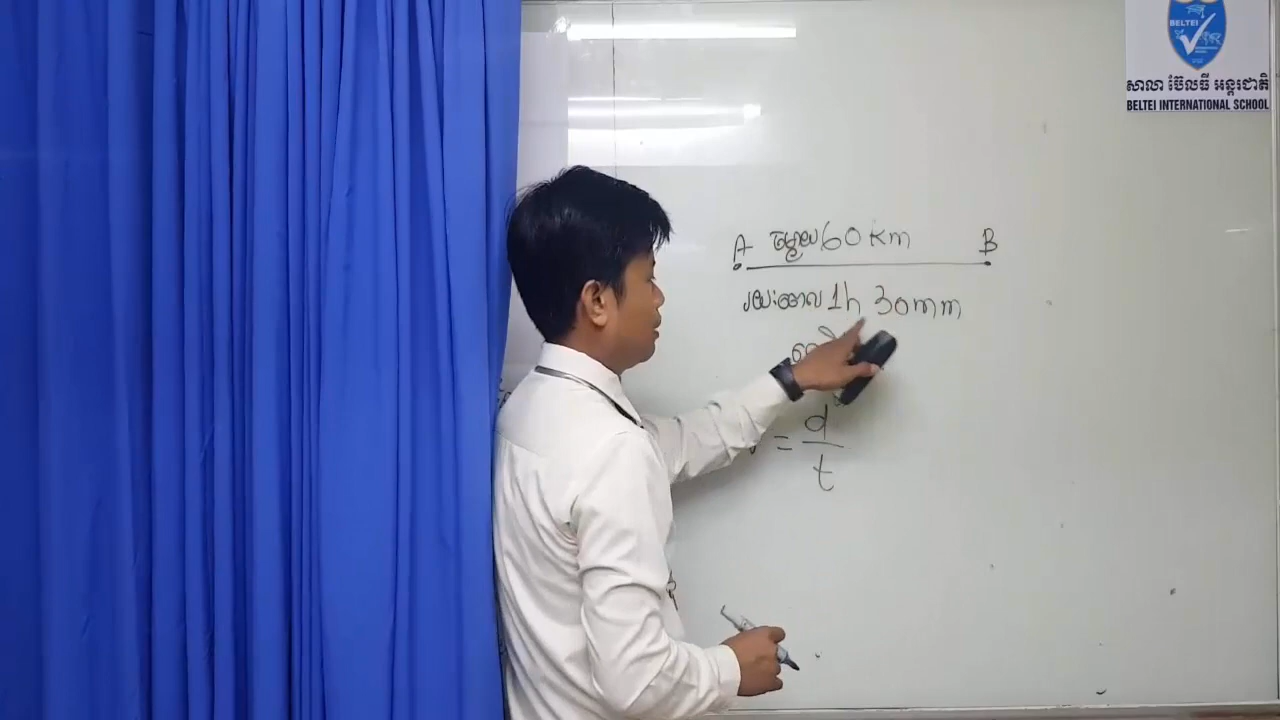 BELTEI
សាលា ប៊ែលធី អន្តរជាតិ
BELTEI INTERNATIONAL SCHOOL
A ចម្ងាយ 60 km B
រយៈពេល 1h 30mn
= d
t